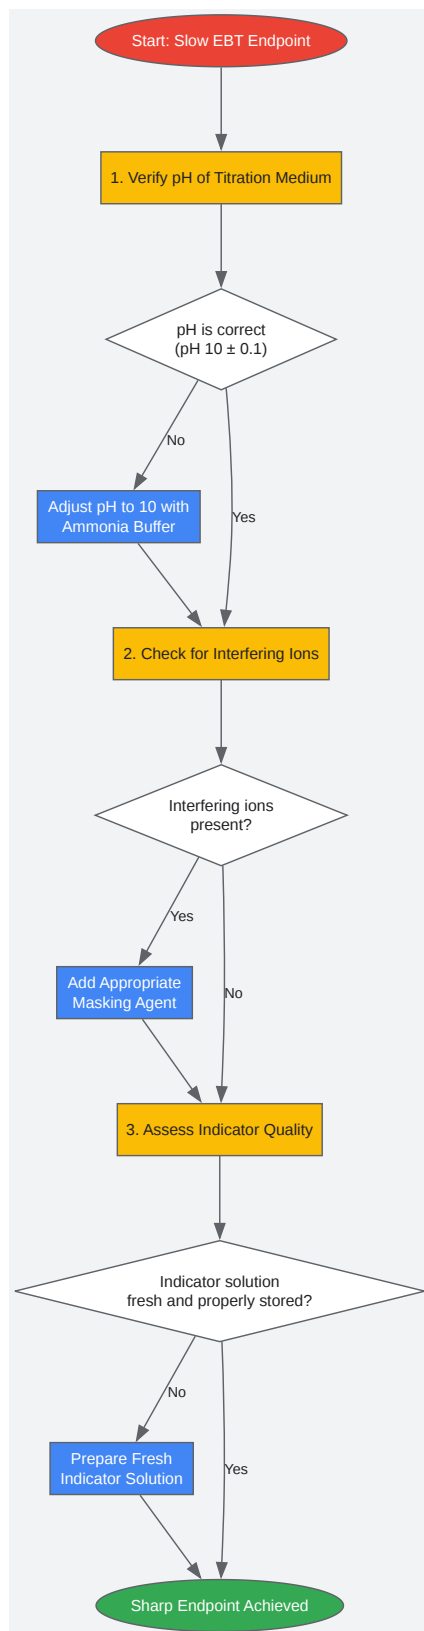 Start: Slow EBT Endpoint
1. Verify pH of Titration Medium
pH is correct
(pH 10 ± 0.1)
No
Adjust pH to 10 with
Ammonia Buffer
Yes
2. Check for Interfering Ions
Interfering ions
present?
Yes
Add Appropriate
Masking Agent
No
3. Assess Indicator Quality
Indicator solution
fresh and properly stored?
No
Prepare Fresh
Indicator Solution
Yes
Sharp Endpoint Achieved